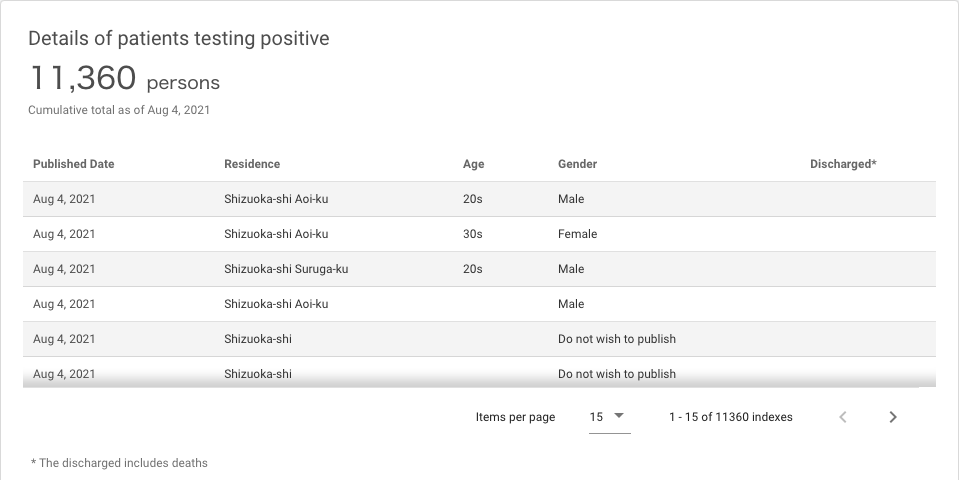 Details of patients testing positive
11,360 persons
Cumulative total as of Aug 4, 2021
Published Date Residence Age Gender Discharged*
Aug 4, 2021 Shizuoka-shi Aoi-ku 20s Male
Aug 4, 2021 Shizuoka-shi Aoi-ku 30s Female
Aug 4, 2021 Shizuoka-shi Suruga-ku 20s Male
Aug 4, 2021 Shizuoka-shi Aoi-ku Male
Aug 4, 2021 Shizuoka-shi Do not wish to publish
Aug 4, 2021 Shizuoka-shi Do not wish to publish
Items per page 15 1 - 15 of 11360 indexes
* The discharged includes deaths